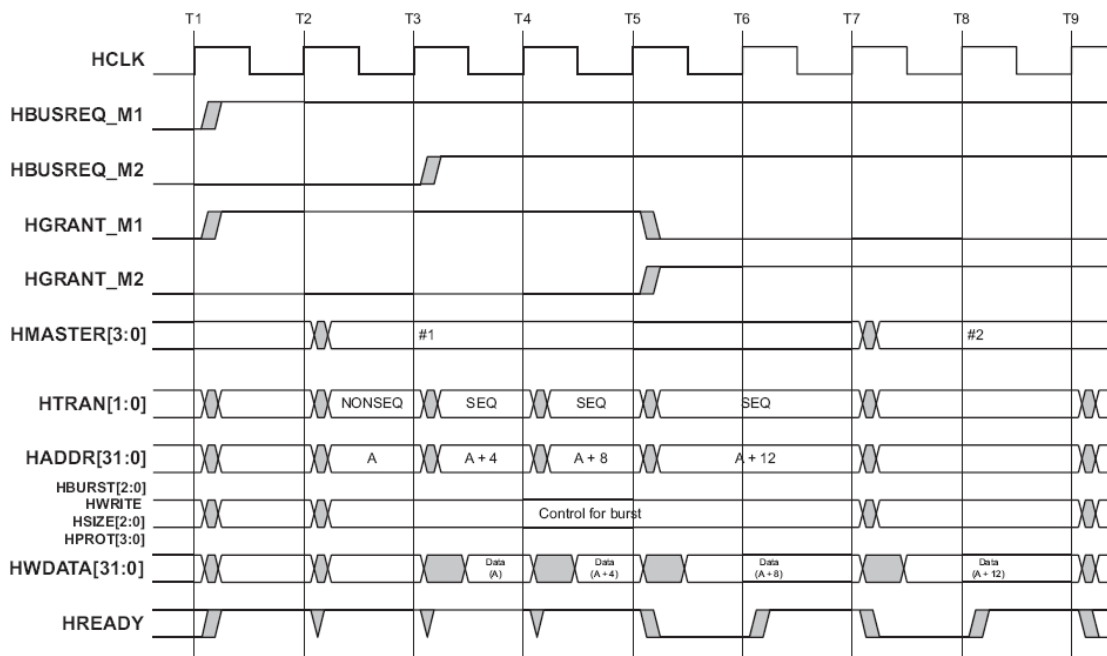 T1 T2 T3 T4 T5 T6 T7 T8 T9
HCLK
HBUSREQ_M1
HBUSREQ_M2
HGRANT_M1
HGRANT_M2
HMASTER[3:0] #1 #2
HTRAN[1:0] NONSEQ SEQ SEQ SEQ
HADDR[31:0] A A + 4 A + 8 A + 12
HBURST[2:0]
HWRITE
HSIZE[2:0]
HPROT[3:0]
Control for burst
HWDATA[31:0]
Data
(A)
Data
(A + 4)
Data
(A + 8)
Data
(A + 12)
HREADY